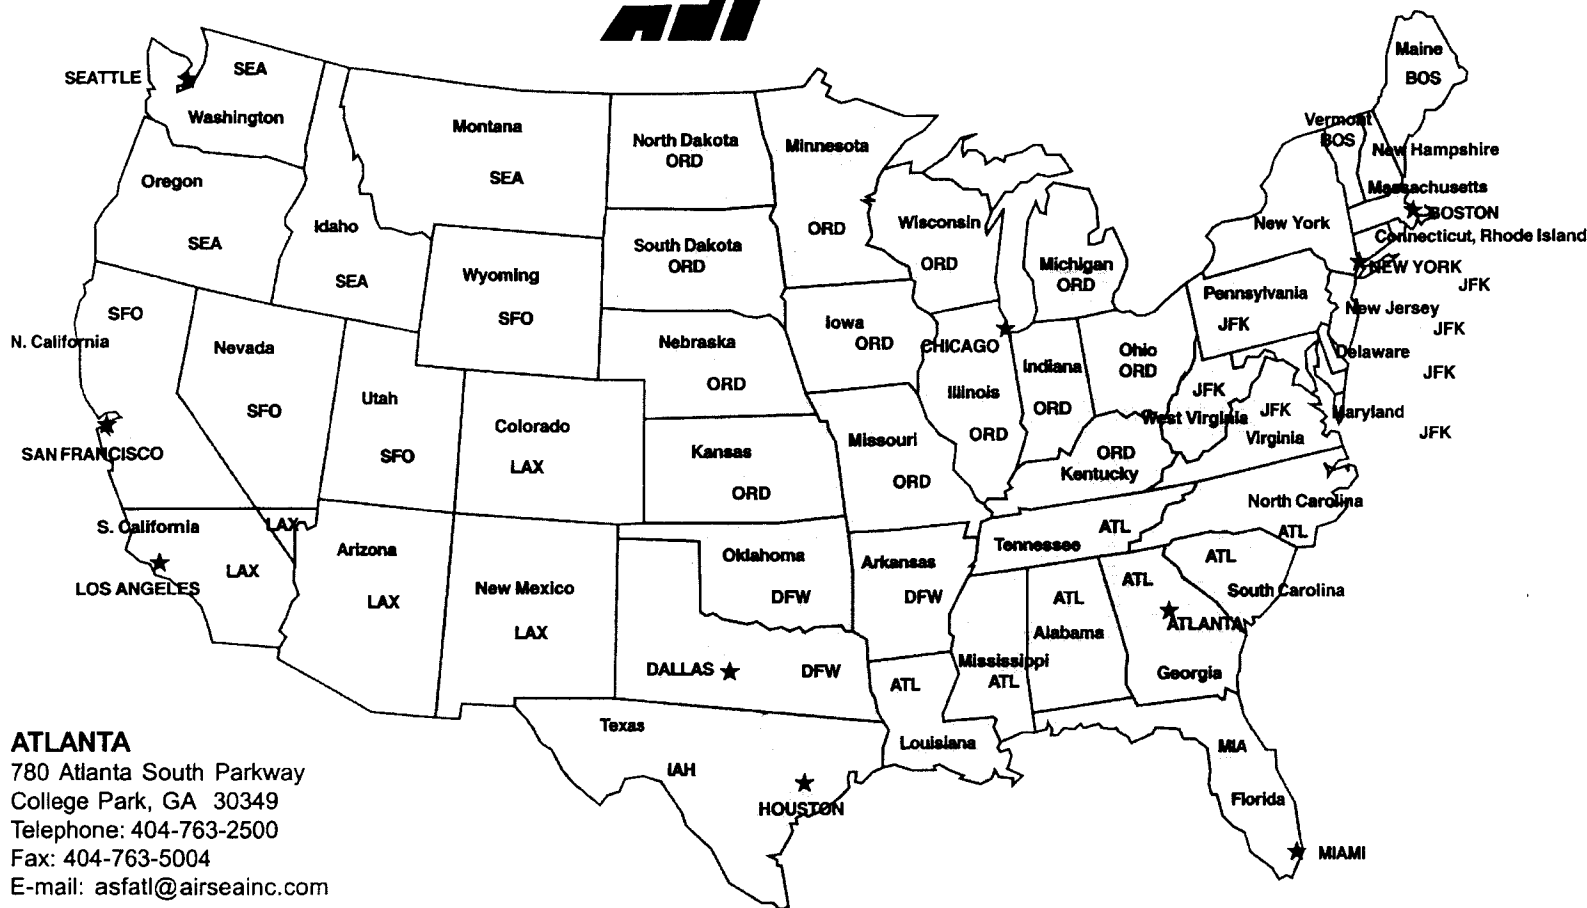 Maine
BOS
SEATTLE
SEA
Washington
Montana
SEA
North Dakota
ORD
Minnesota
ORD
Vermont
BOS
New Hampshire
Massachusetts
BOSTON
Connecticut, Rhode Island
New York
NEW YORK
JFK
Oregon
SEA
Idaho
SEA
Wyoming
SFO
South Dakota
ORD
Wisconsin
ORD
Michigan
ORD
Pennsylvania
JFK
New Jersey
JFK
Delaware
JFK
Maryland
JFK
SFO
N. California
SAN FRANCISCO
Nevada
SFO
Utah
SFO
Colorado
LAX
Nebraska
ORD
Iowa
ORD
CHICAGO
Illinois
ORD
Indiana
ORD
Ohio
ORD
JFK
West Virginia
JFK
Virginia
Kansas
ORD
Missouri
ORD
ORD
Kentucky
North Carolina
ATL
S. California
LAX
LAX
LOS ANGELES
Arizona
LAX
New Mexico
LAX
Oklahoma
DFW
Arkansas
DFW
Tennessee
ATL
ATL
South Carolina
ATL
ATLANTA
Georgia
ATL
Alabama
Mississippi
ATL
DALLAS
DFW
ATL
Louisiana
Texas
IAH
HOUSTON
MIA
Florida
MIAMI
ATLANTA
780 Atlanta South Parkway
College Park, GA 30349
Telephone: 404-763-2500
Fax: 404-763-5004
E-mail: asfatl@airseainc.com